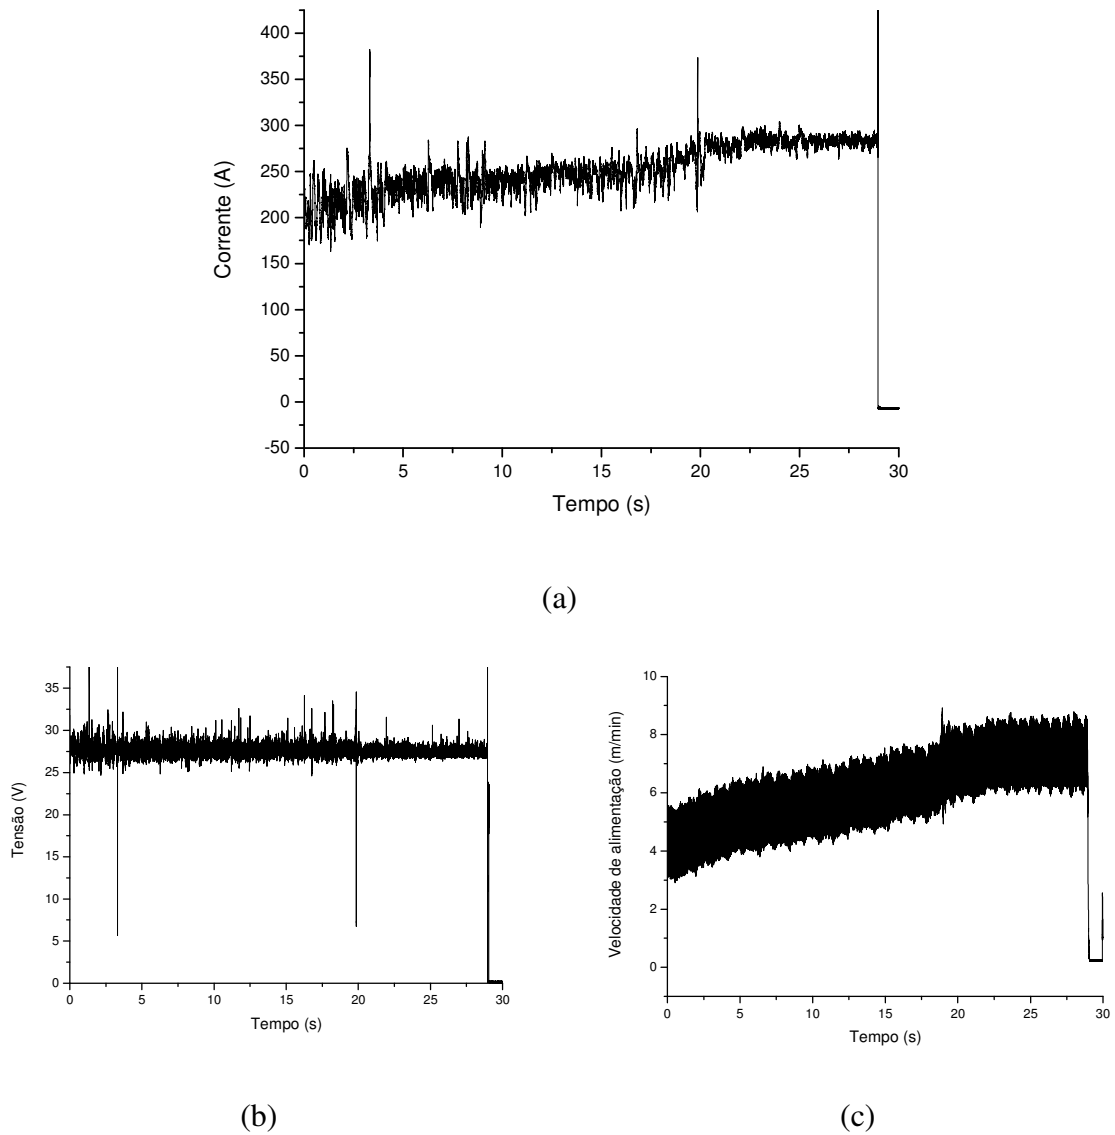 400
350
300
250
200
150
100
50
0
-50
Corrente (A)
0 5 10 15 20 25 30
Tempo (s)
(a)
35
30
25
20
15
10
5
0
Tensão (V)
0 5 10 15 20 25 30
Tempo (s)
(b)
10
8
6
4
2
0
Velocidade de alimentação (m/min)
0 5 10 15 20 25 30
Tempo (s)
(c)